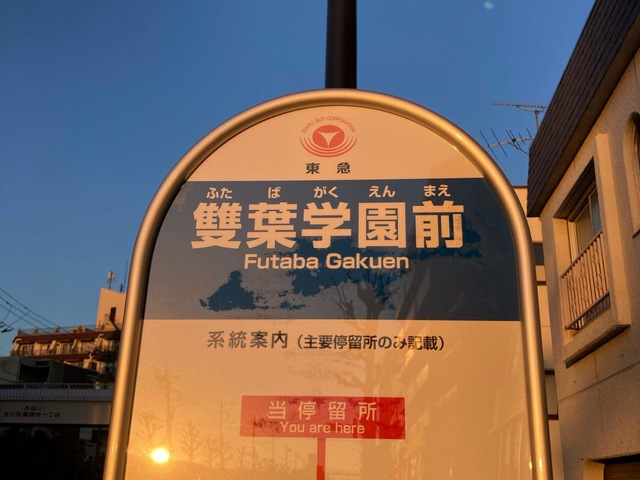 TOKYU BUS CORPORATION
東急
ふた ば がく えん まえ
雙葉学園前
Futaba Gakuen
系統案内（主要停留所のみ記載）
当停留所
You are here